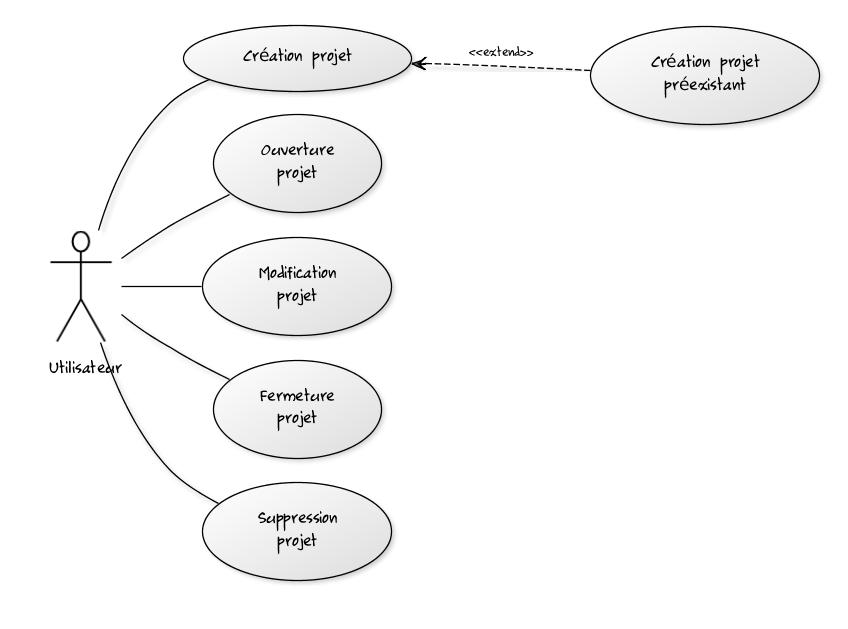 Création projet
<<extend>>
Création projet
préexistant
Ouverture
projet
Modification
projet
Utilisateur
Fermeture
projet
Suppression
projet